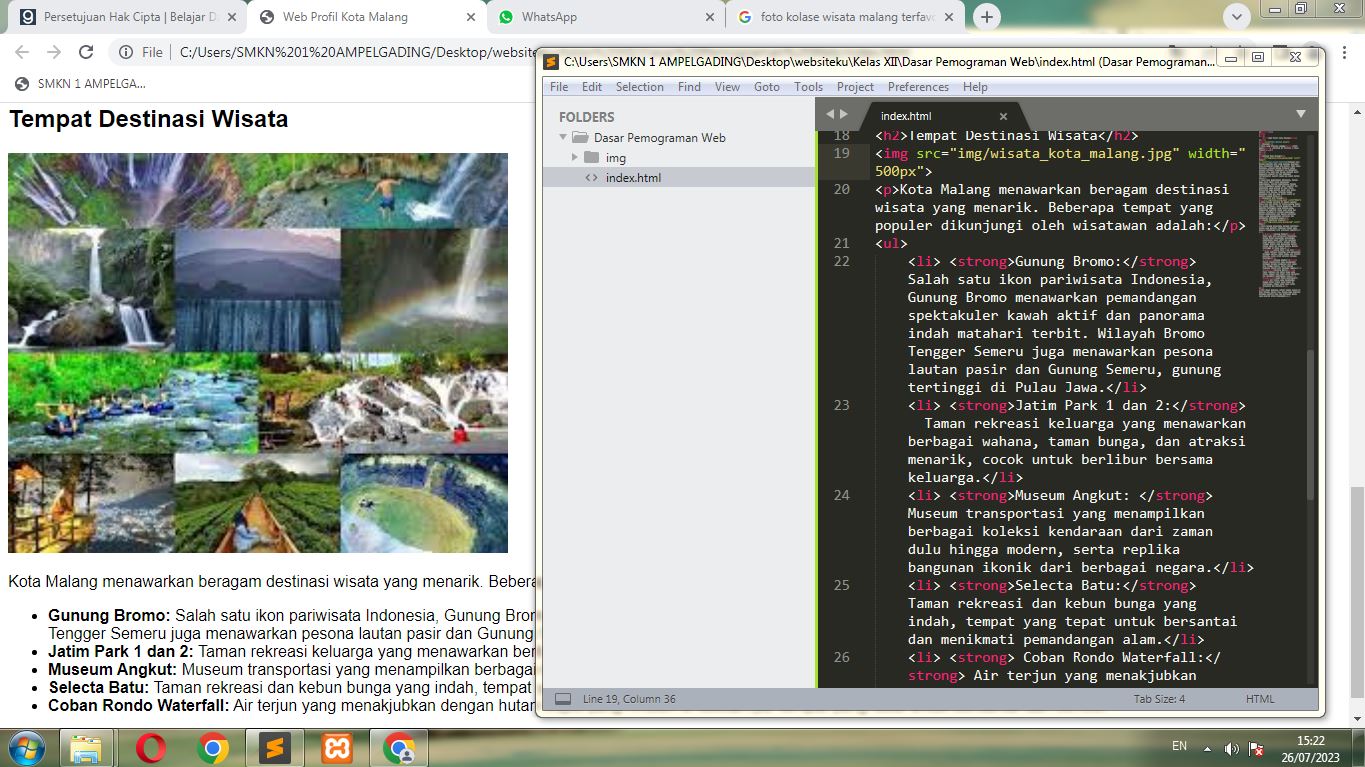 Persetujuan Hak Cipta | Belajar D
Web Profil Kota Malang
WhatsApp
foto kolase wisata malang terfavo
File
C:/Users/SMKN%201%20AMPELGADING/Desktop/website
SMKN 1 AMPELGA...
Tempat Destinasi Wisata
Kota Malang menawarkan beragam destinasi wisata yang menarik. Bebera
Gunung Bromo: Salah satu ikon pariwisata Indonesia, Gunung Bron
Tengger Semeru juga menawarkan pesona lautan pasir dan Gunung
Jatim Park 1 dan 2: Taman rekreasi keluarga yang menawarkan ber
Museum Angkut: Museum transportasi yang menampilkan berbagai
Selecta Batu: Taman rekreasi dan kebun bunga yang indah, tempat
Coban Rondo Waterfall: Air terjun yang menakjubkan dengan hutan
C:\Users\SMKN 1 AMPELGADING\Desktop\websiteku\Kelas XII\Dasar Pemograman Web\index.html (Dasar Pemograman...
File Edit Selection Find View Goto Tools Project Preferences Help
FOLDERS
Dasar Pemograman Web
img
index.html
index.html
18 <h2>Tempat Destinasi Wisata</h2>
19 <img src="img/wisata_kota_malang.jpg" width="
500px">
20 <p>Kota Malang menawarkan beragam destinasi
wisata yang menarik. Beberapa tempat yang
populer dikunjungi oleh wisatawan adalah:</p>
21 <ul>
22 <li> <strong>Gunung Bromo:</strong>
Salah satu ikon pariwisata Indonesia,
Gunung Bromo menawarkan pemandangan
spektakuler kawah aktif dan panorama
indah matahari terbit. Wilayah Bromo
Tengger Semeru juga menawarkan pesona
lautan pasir dan Gunung Semeru, gunung
tertinggi di Pulau Jawa.</li>
23 <li> <strong>Jatim Park 1 dan 2:</strong>
Taman rekreasi keluarga yang menawarkan
berbagai wahana, taman bunga, dan atraksi
menarik, cocok untuk berlibur bersama
keluarga.</li>
24 <li> <strong>Museum Angkut: </strong>
Museum transportasi yang menampilkan
berbagai koleksi kendaraan dari zaman
dulu hingga modern, serta replika
bangunan ikonik dari berbagai negara.</li>
25 <li> <strong>Selecta Batu:</strong>
Taman rekreasi dan kebun bunga yang
indah, tempat yang tepat untuk bersantai
dan menikmati pemandangan alam.</li>
26 <li> <strong> Coban Rondo Waterfall:</
strong> Air terjun yang menakjubkan
Line 19, Column 36
Tab Size: 4
HTML
EN
15:22
26/07/2023